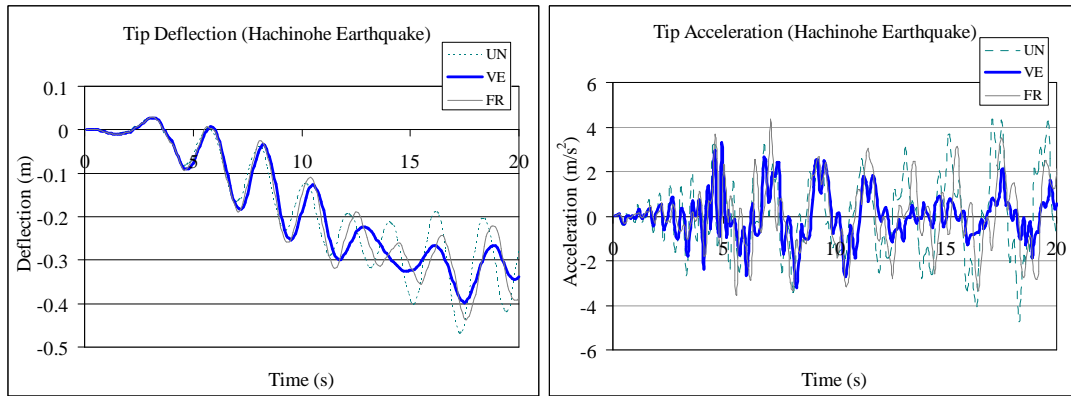 Tip Deflection (Hachinohe Earthquake)
UN
VE
FR
0.1
0
-0.1
-0.2
-0.3
-0.4
-0.5
0 5 10 15 20
Deflection (m)
Time (s)
Tip Acceleration (Hachinohe Earthquake)
UN
VE
FR
6
4
2
0
-2
-4
-6
0 5 10 15 20
Acceleration (m/s²)
Time (s)